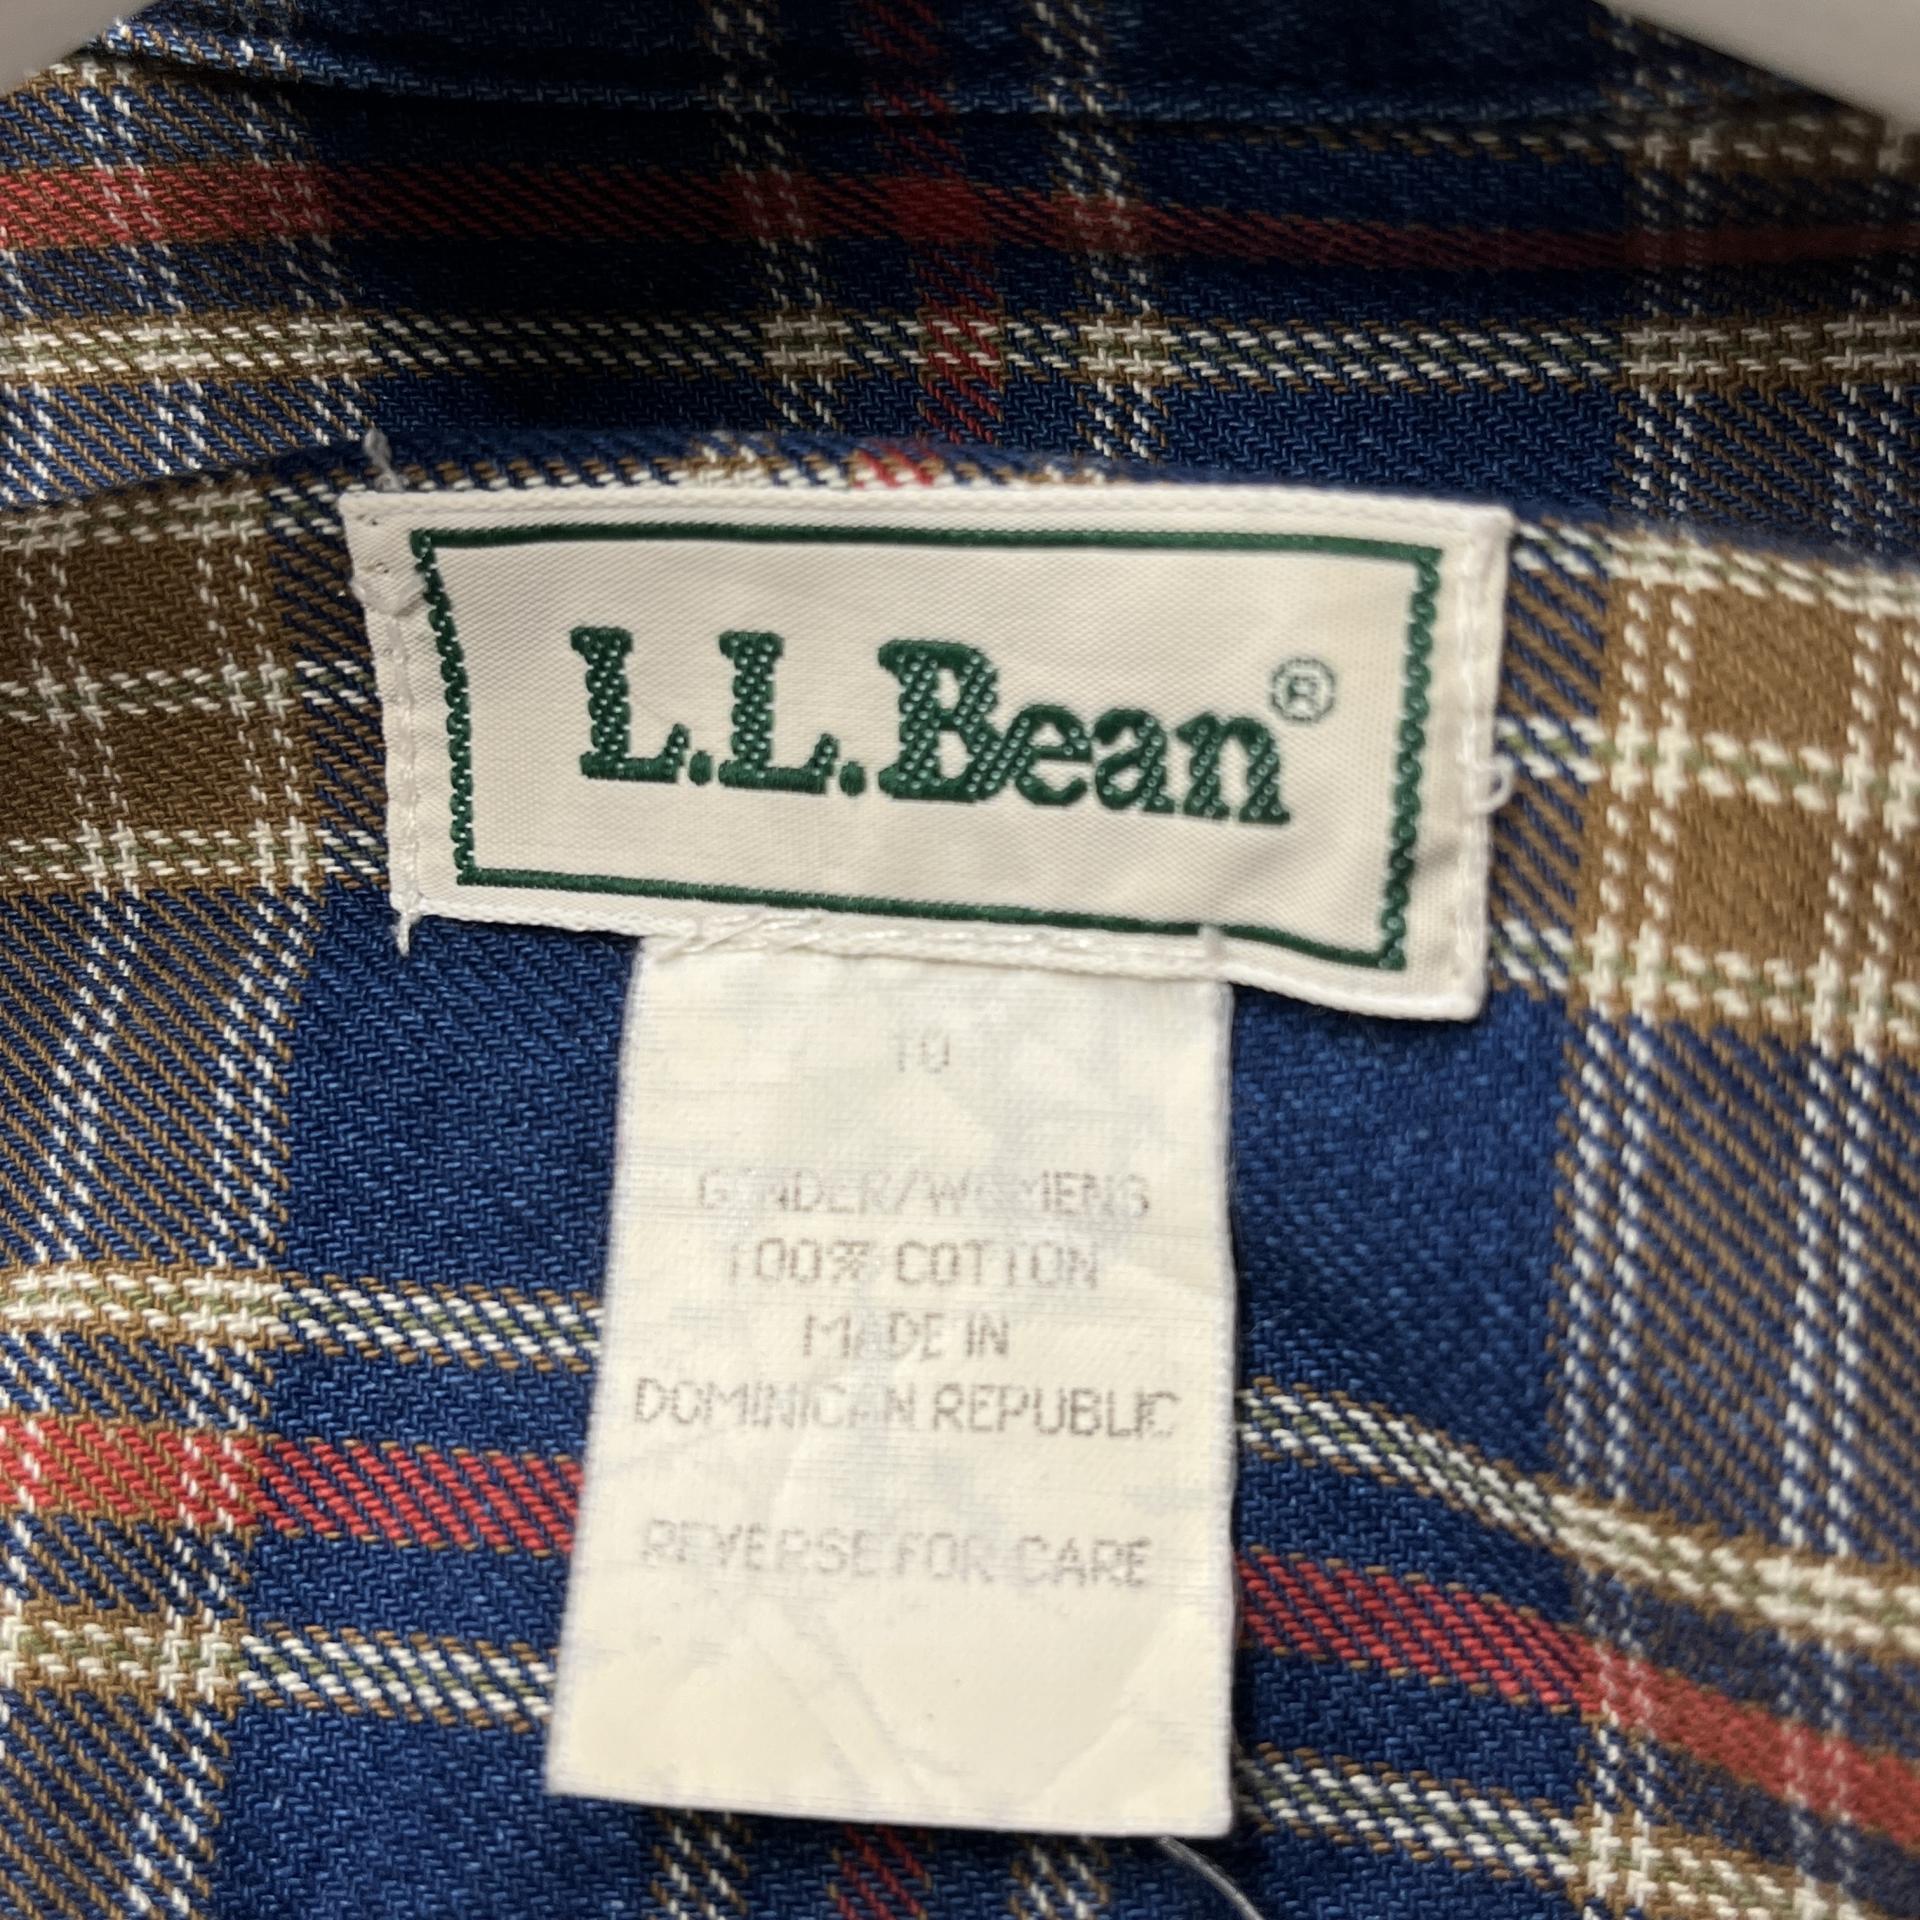 L.L.Bean®
10
GENDER/WOMENS
100% COTTON
MADE IN
DOMINICAN REPUBLIC
REVERSE FOR CARE